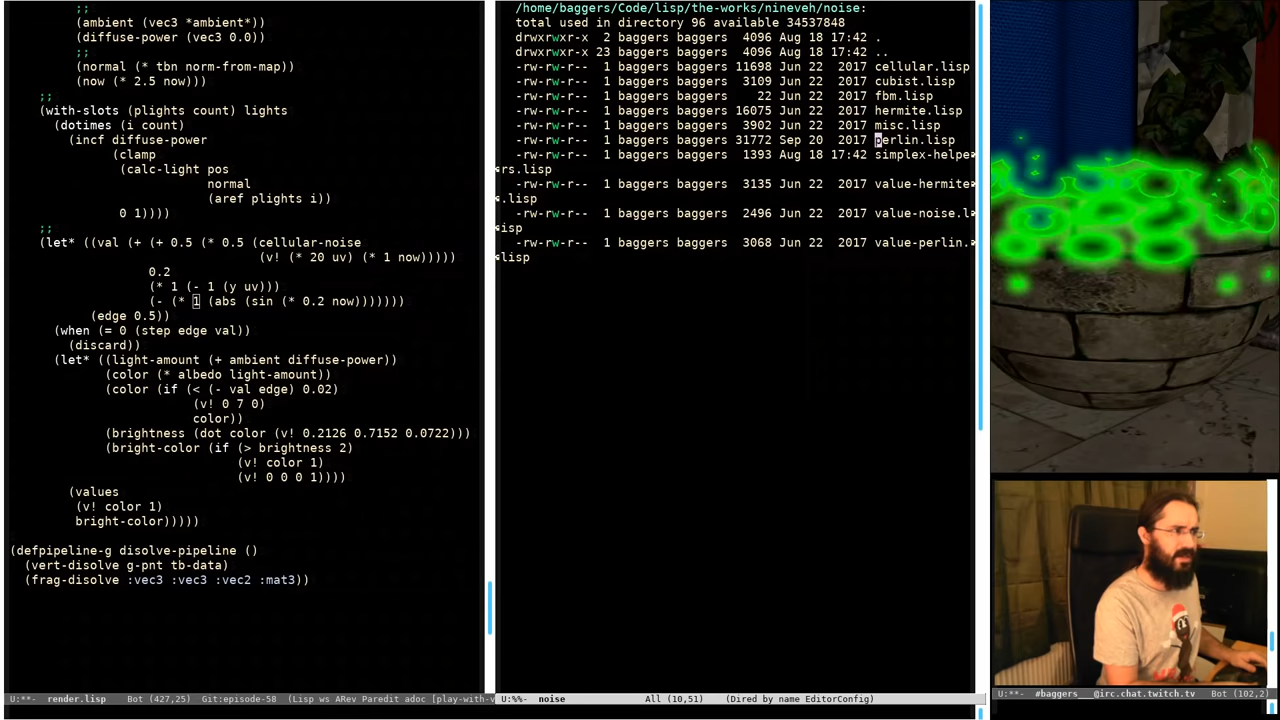 ;;
(ambient (vec3 *ambient*))
(diffuse-power (vec3 0.0))
;;
(normal (* tbn norm-from-map))
(now (* 2.5 now)))
;;
(with-slots (plights count) lights
(dotimes (i count)
(incf diffuse-power
(clamp
(calc-light pos
normal
(aref plights i))
0 1))))
;;
(let* ((val (+ (+ 0.5 (* 0.5 (cellular-noise
(v! (* 20 uv) (* 1 now)))))
0.2
(* 1 (- 1 (y uv)))
(- (* 1 (abs (sin (* 0.2 now)))))))
(edge 0.5))
(when (= 0 (step edge val))
(discard))
(let* ((light-amount (+ ambient diffuse-power))
(color (* albedo light-amount))
(color (if (< (- val edge) 0.02)
(v! 0 7 0)
color))
(brightness (dot color (v! 0.2126 0.7152 0.0722)))
(bright-color (if (> brightness 2)
(v! color 1)
(v! 0 0 0 1))))
(values
(v! color 1)
bright-color)))))
(defpipeline-g disolve-pipeline ()
(vert-disolve g-pnt tb-data)
(frag-disolve :vec3 :vec3 :vec2 :mat3))
U:**- render.lisp Bot (427,25) Git:episode-58 (Lisp ws ARev Paredit adoc [play-with-v
/home/baggers/Code/lisp/the-works/nineveh/noise:
total used in directory 96 available 34537848
drwxrwxr-x 2 baggers baggers 4096 Aug 18 17:42 .
drwxrwxr-x 23 baggers baggers 4096 Aug 18 17:42 ..
-rw-rw-r-- 1 baggers baggers 11698 Jun 22 2017 cellular.lisp
-rw-rw-r-- 1 baggers baggers 3109 Jun 22 2017 cubist.lisp
-rw-rw-r-- 1 baggers baggers 22 Jun 22 2017 fbm.lisp
-rw-rw-r-- 1 baggers baggers 16075 Jun 22 2017 hermite.lisp
-rw-rw-r-- 1 baggers baggers 3902 Jun 22 2017 misc.lisp
-rw-rw-r-- 1 baggers baggers 31772 Sep 20 2017 perlin.lisp
-rw-rw-r-- 1 baggers baggers 1393 Aug 18 17:42 simplex-helpe
rs.lisp
-rw-rw-r-- 1 baggers baggers 3135 Jun 22 2017 value-hermite
.lisp
-rw-rw-r-- 1 baggers baggers 2496 Jun 22 2017 value-noise.l
isp
-rw-rw-r-- 1 baggers baggers 3068 Jun 22 2017 value-perlin.
lisp
U:%%- noise All (10,51) (Dired by name EditorConfig)
U:**- #baggers___@irc.chat.twitch.tv Bot (102,2)